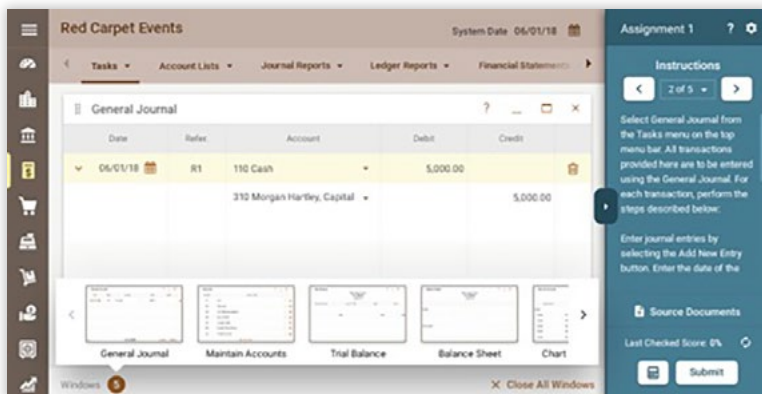 Red Carpet Events
System Date 06/01/18
Tasks Account Lists Journal Reports Ledger Reports Financial Statements
General Journal ?
Date Refer. Account Debit Credit
06/01/18 R1 110 Cash 5,000.00
310 Morgan Hartley, Capital 5,000.00
General Journal Maintain Accounts Trial Balance Balance Sheet Chart
Windows 5 × Close All Windows
Assignment 1 ?
Instructions
2 of 5
Select General Journal from
the Tasks menu on the top
menu bar. All transactions
provided here are to be entered
using the General Journal. For
each transaction, perform the
steps described below:
Enter journal entries by
selecting the Add New Entry
button. Enter the date of the
Source Documents
Last Checked Score: 0%
Submit